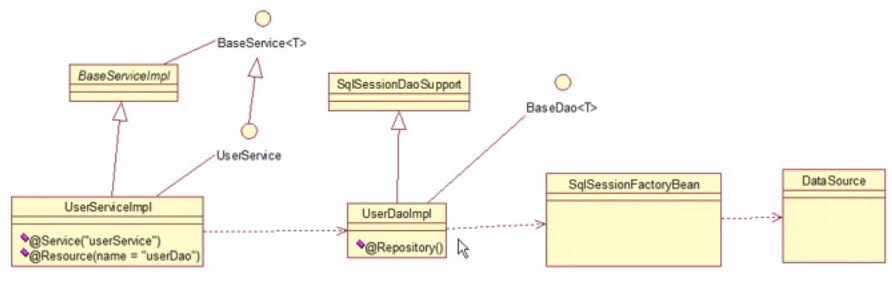 BaseService<T>
BaseServiceImpl
SqlSessionDaoSupport
BaseDao<T>
UserService
UserServiceImpl
@Service("userService")
@Resource(name = "userDao")
UserDaoImpl
@Repository()
SqlSessionFactoryBean
DataSource